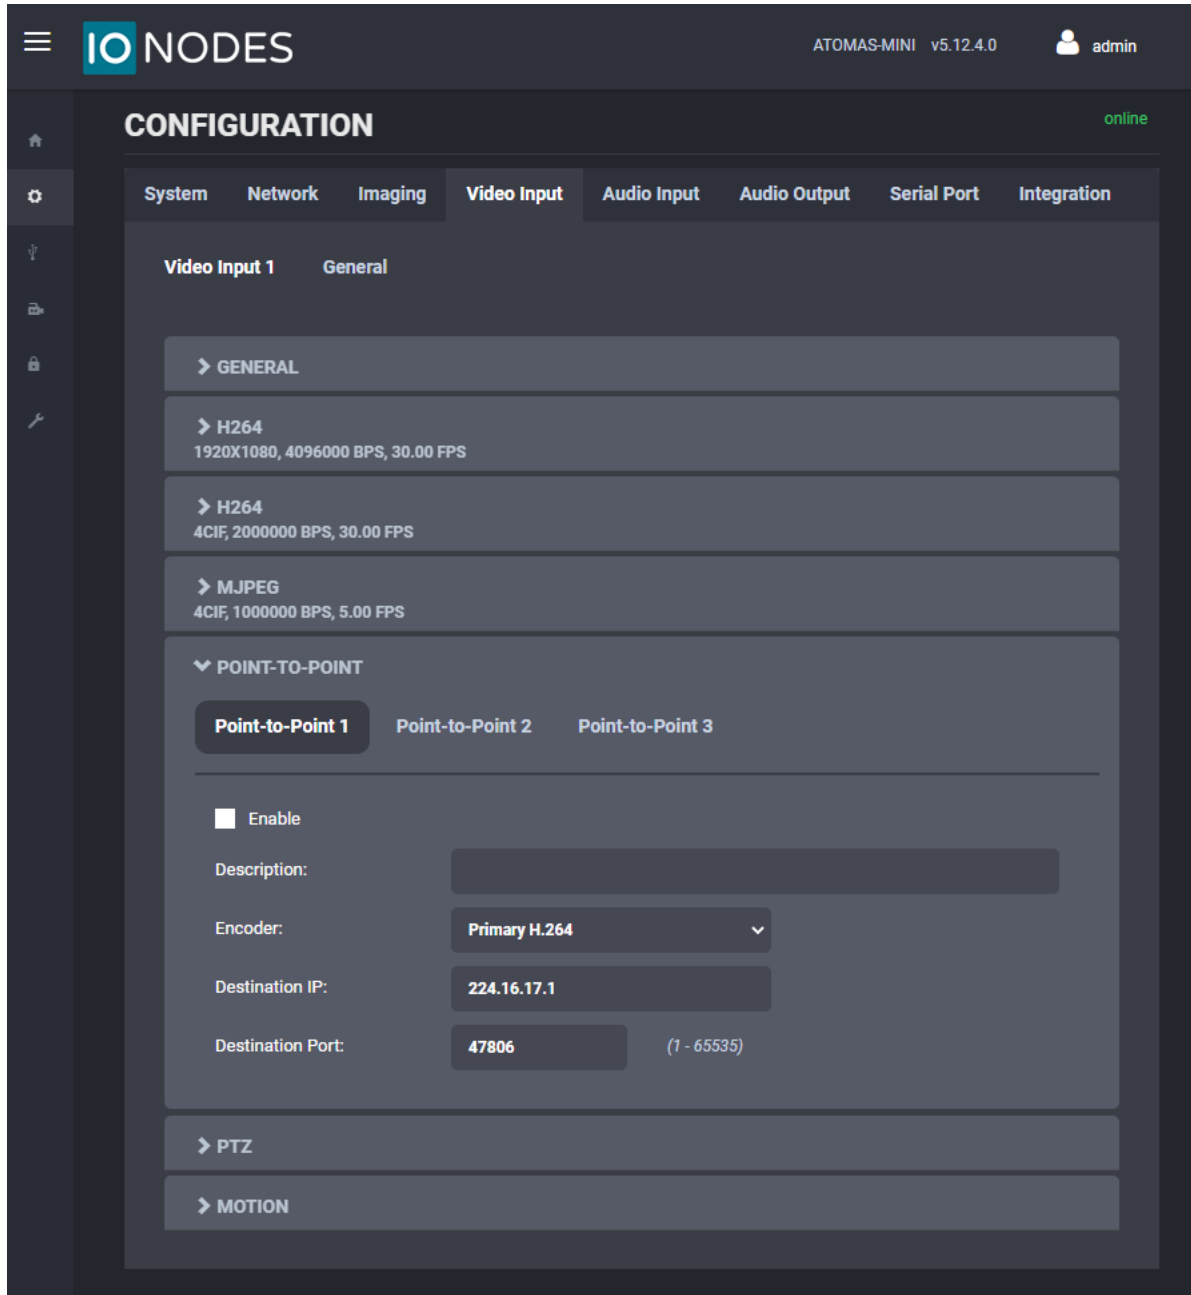 IO NODES
ATOMAS-MINI v5.12.4.0 admin
CONFIGURATION
online
System Network Imaging Video Input Audio Input Audio Output Serial Port Integration
Video Input 1 General
GENERAL
H264
1920X1080, 4096000 BPS, 30.00 FPS
H264
4CIF, 2000000 BPS, 30.00 FPS
MJPEG
4CIF, 1000000 BPS, 5.00 FPS
POINT-TO-POINT
Point-to-Point 1 Point-to-Point 2 Point-to-Point 3
Enable
Description:
Encoder: Primary H.264
Destination IP: 224.16.17.1
Destination Port: 47806 (1 - 65535)
PTZ
MOTION